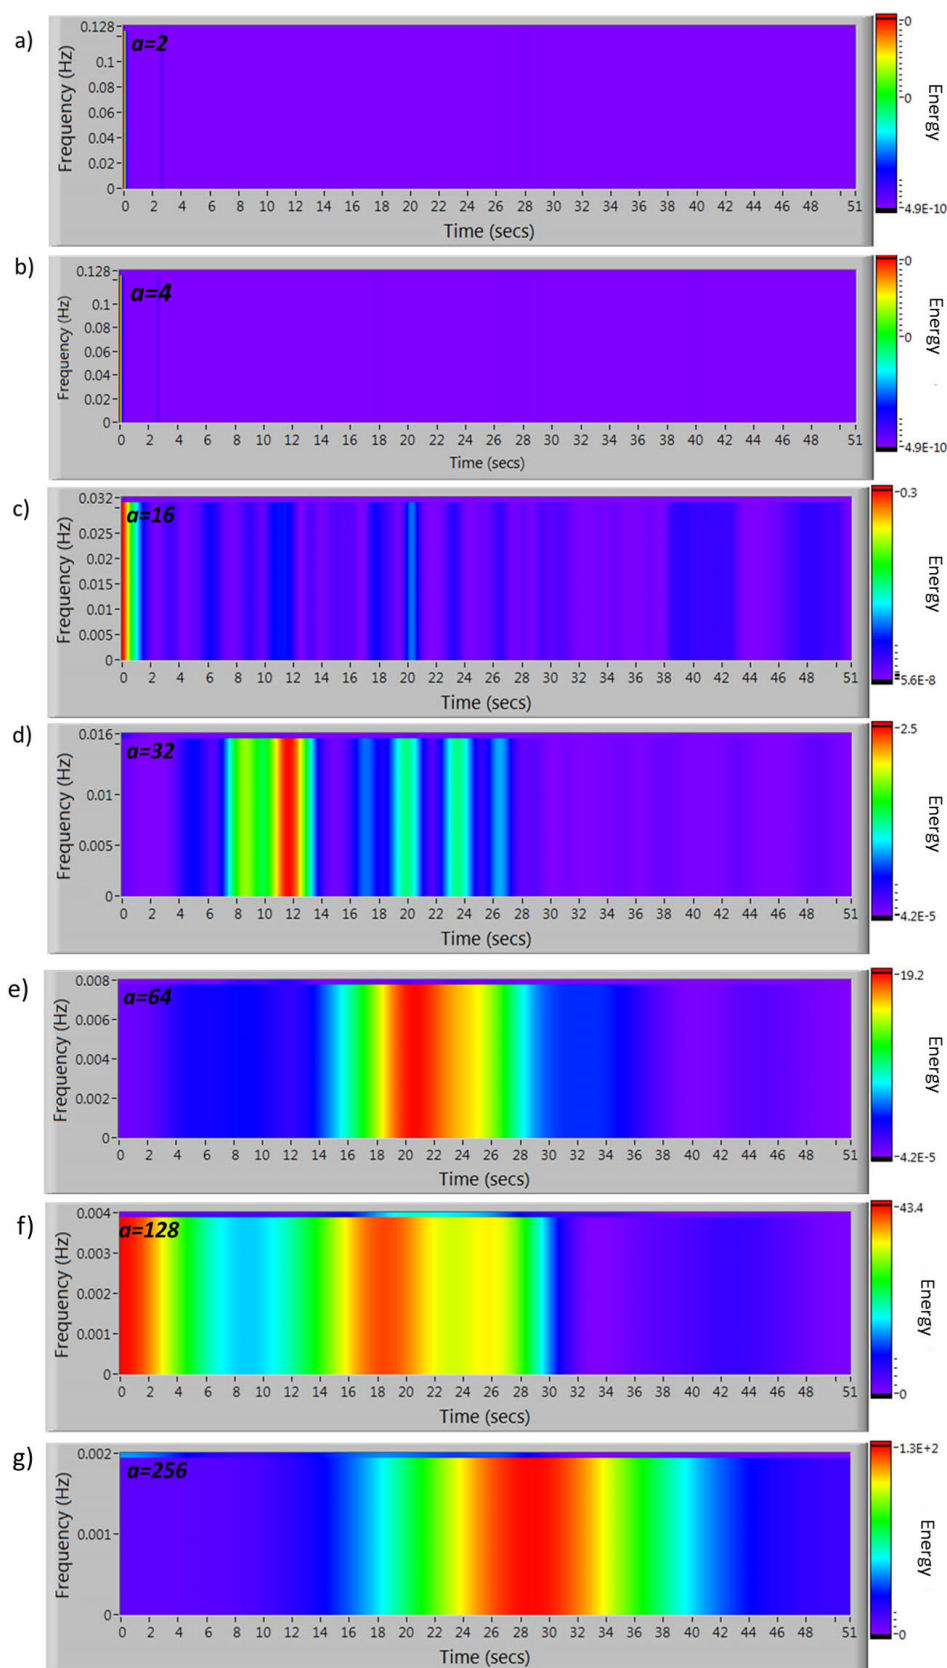 a)
a=2
Frequency (Hz)
0.128
0.1
0.08
0.06
0.04
0.02
0
0 2 4 6 8 10 12 14 16 18 20 22 24 26 28 30 32 34 36 38 40 42 44 46 48 51
Time (secs)
0
0
4.9E-10
Energy
b)
a=4
Frequency (Hz)
0.128
0.1
0.08
0.06
0.04
0.02
0
0 2 4 6 8 10 12 14 16 18 20 22 24 26 28 30 32 34 36 38 40 42 44 46 48 51
Time (secs)
0
0
4.9E-10
Energy
c)
a=16
Frequency (Hz)
0.032
0.025
0.02
0.015
0.01
0.005
0
0 2 4 6 8 10 12 14 16 18 20 22 24 26 28 30 32 34 36 38 40 42 44 46 48 51
Time (secs)
0.3
5.6E-8
Energy
d)
a=32
Frequency (Hz)
0.016
0.01
0.005
0
0 2 4 6 8 10 12 14 16 18 20 22 24 26 28 30 32 34 36 38 40 42 44 46 48 51
Time (secs)
2.5
4.2E-5
Energy
e)
a=64
Frequency (Hz)
0.008
0.006
0.004
0.002
0
0 2 4 6 8 10 12 14 16 18 20 22 24 26 28 30 32 34 36 38 40 42 44 46 48 51
Time (secs)
19.2
4.2E-5
Energy
f)
a=128
Frequency (Hz)
0.004
0.003
0.002
0.001
0
0 2 4 6 8 10 12 14 16 18 20 22 24 26 28 30 32 34 36 38 40 42 44 46 48 51
Time (secs)
43.4
0
Energy
g)
a=256
Frequency (Hz)
0.002
0.001
0
0 2 4 6 8 10 12 14 16 18 20 22 24 26 28 30 32 34 36 38 40 42 44 46 48 51
Time (secs)
1.3E+2
0
Energy